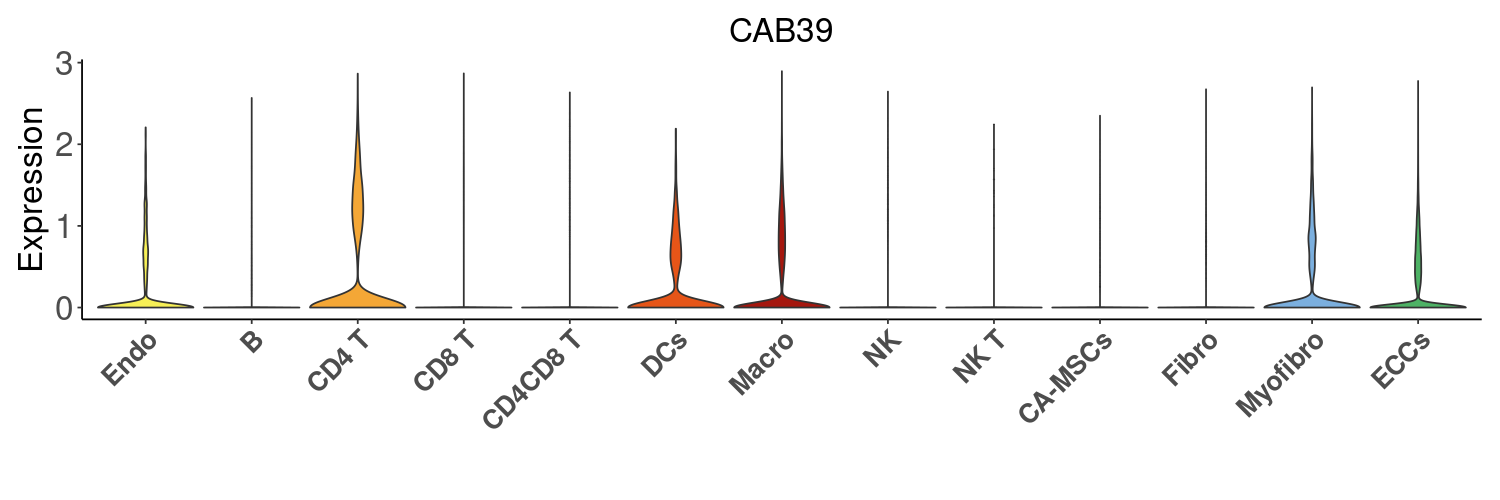 CAB39
Expression
3
2
1
0
Endo
B
CD4 T
CD8 T
CD4CD8 T
DCs
Macro
NK
NK T
CA-MSCs
Fibro
Myofibro
ECCs